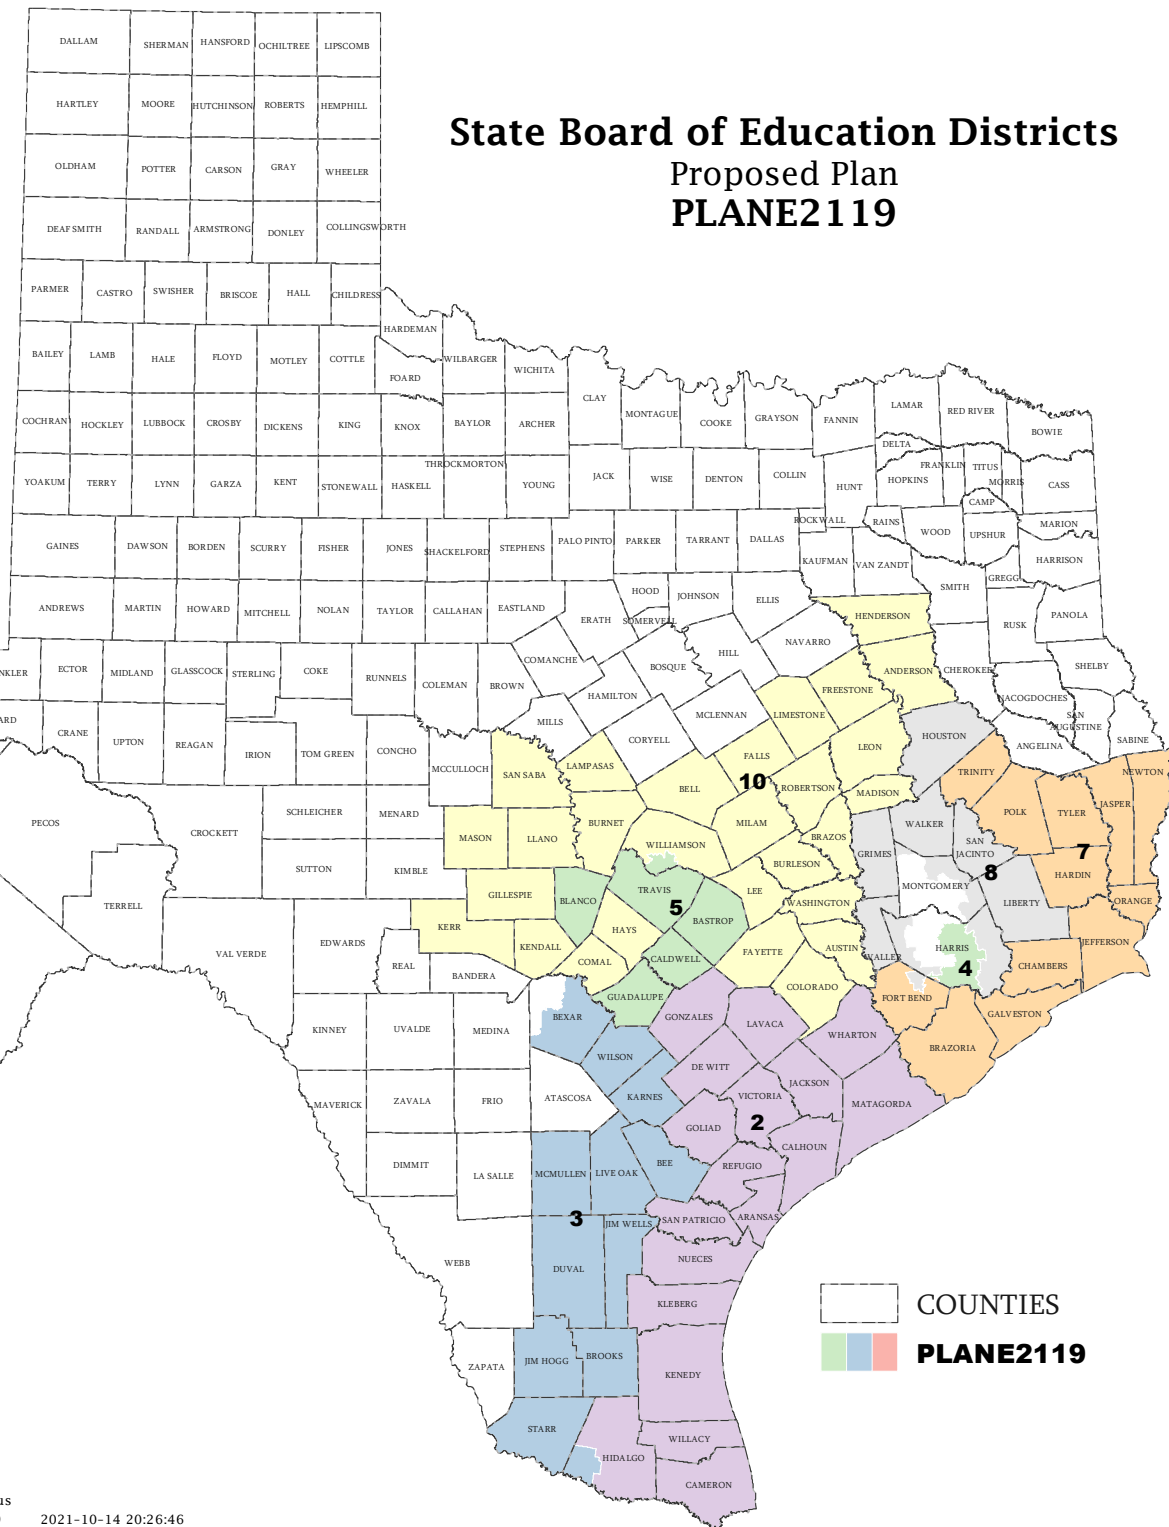 State Board of Education Districts
Proposed Plan
PLANE2119
DALLAM
SHERMAN
HANSFORD
OCHILTREE
LIPSCOMB
HARTLEY
MOORE
HUTCHINSON
ROBERTS
HEMPHILL
OLDHAM
POTTER
CARSON
GRAY
WHEELER
DEAF SMITH
RANDALL
ARMSTRONG
DONLEY
COLLINGSWORTH
PARMER
CASTRO
SWISHER
BRISCOE
HALL
CHILDRESS
HARDEMAN
BAILEY
LAMB
HALE
FLOYD
MOTLEY
COTTLE
FOARD
WILBARGER
WICHITA
CLAY
MONTAGUE
COOKE
GRAYSON
FANNIN
LAMAR
RED RIVER
BOWIE
COCHRAN
HOCKLEY
LUBBOCK
CROSBY
DICKENS
KING
KNOX
BAYLOR
ARCHER
DELTA
YOAKUM
TERRY
LYNN
GARZA
KENT
STONEWALL
HASKELL
THROCKMORTON
YOUNG
JACK
WISE
DENTON
COLLIN
HUNT
HOPKINS
FRANKLIN
TITUS
MORRIS
CASS
CAMP
GAINES
DAWSON
BORDEN
SCURRY
FISHER
JONES
SHACKELFORD
STEPHENS
PALO PINTO
PARKER
TARRANT
DALLAS
ROCKWALL
RAINS
WOOD
UPSHUR
MARION
KAUFMAN
VAN ZANDT
SMITH
GREGG
HARRISON
ANDREWS
MARTIN
HOWARD
MITCHELL
NOLAN
TAYLOR
CALLAHAN
EASTLAND
ERATH
HOOD
SOMERVELL
JOHNSON
ELLIS
HENDERSON
RUSK
PANOLA
NKLER
ECTOR
MIDLAND
GLASSCOCK
STERLING
COKE
RUNNELS
COLEMAN
BROWN
COMANCHE
HAMILTON
BOSQUE
HILL
NAVARRO
FREESTONE
ANDERSON
CHEROKEE
NACOGDOCHES
SHELBY
ARD
CRANE
UPTON
REAGAN
IRION
TOM GREEN
CONCHO
MCCULLOCH
MILLS
SAN SABA
LAMPASAS
CORYELL
MCLENNAN
LIMESTONE
FALLS
LEON
HOUSTON
ANGELINA
SAN
AUGUSTINE
SABINE
10
BELL
ROBERTSON
MADISON
TRINITY
POLK
TYLER
JASPER
NEWTON
PECOS
CROCKETT
SCHLEICHER
MENARD
MASON
LLANO
BURNET
WILLIAMSON
MILAM
BRAZOS
GRIMES
WALKER
SAN
JACINTO
7
8
HARDIN
TERRELL
SUTTON
KIMBLE
GILLESPIE
BLANCO
TRAVIS
5
BASTROP
LEE
BURLESON
WASHINGTON
MONTGOMERY
LIBERTY
ORANGE
VAL VERDE
EDWARDS
REAL
KERR
BANDERA
KENDALL
HAYS
COMAL
CALDWELL
FAYETTE
AUSTIN
WALLER
HARRIS
4
CHAMBERS
JEFFERSON
KINNEY
UVALDE
MEDINA
BEXAR
GUADALUPE
GONZALES
LAVACA
COLORADO
WHARTON
FORT BEND
GALVESTON
BRAZORIA
MAVERICK
ZAVALA
FRIO
ATASCOSA
WILSON
KARNES
DE WITT
VICTORIA
JACKSON
MATAGORDA
2
GOLIAD
CALHOUN
DIMMIT
LA SALLE
MCMULLEN
LIVE OAK
BEE
REFUGIO
ARANSAS
3
JIM WELLS
SAN PATRICIO
WEBB
DUVAL
NUECES
KLEBERG
ZAPATA
JIM HOGG
BROOKS
KENEDY
STARR
HIDALGO
WILLACY
CAMERON
COUNTIES
PLANE2119
us
2021-10-14 20:26:46